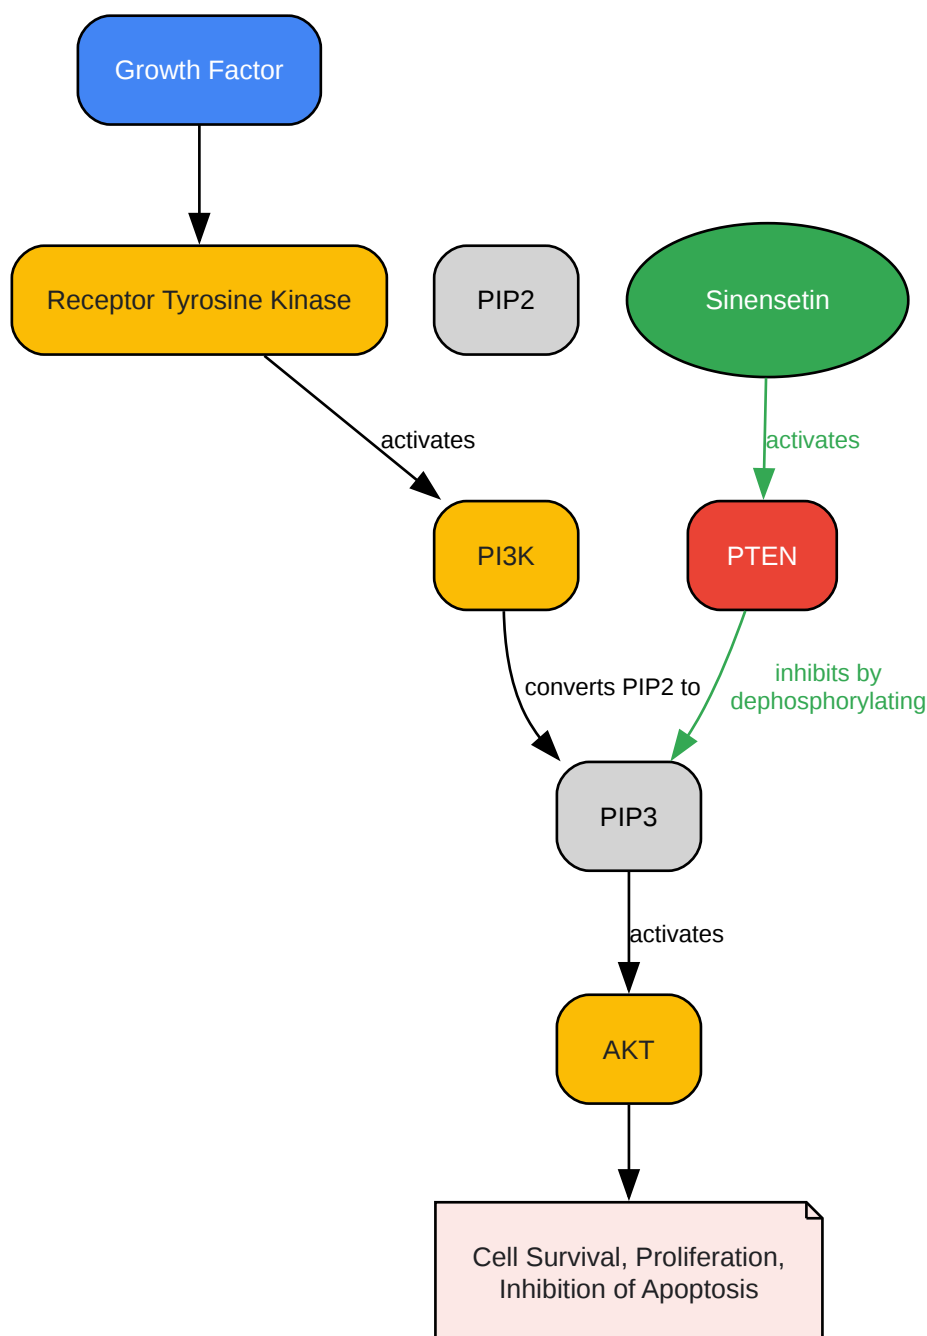 Growth Factor
Receptor Tyrosine Kinase
PIP2
Sinensetin
activates
activates
PI3K
PTEN
converts PIP2 to
inhibits by
dephosphorylating
PIP3
activates
AKT
Cell Survival, Proliferation,
Inhibition of Apoptosis